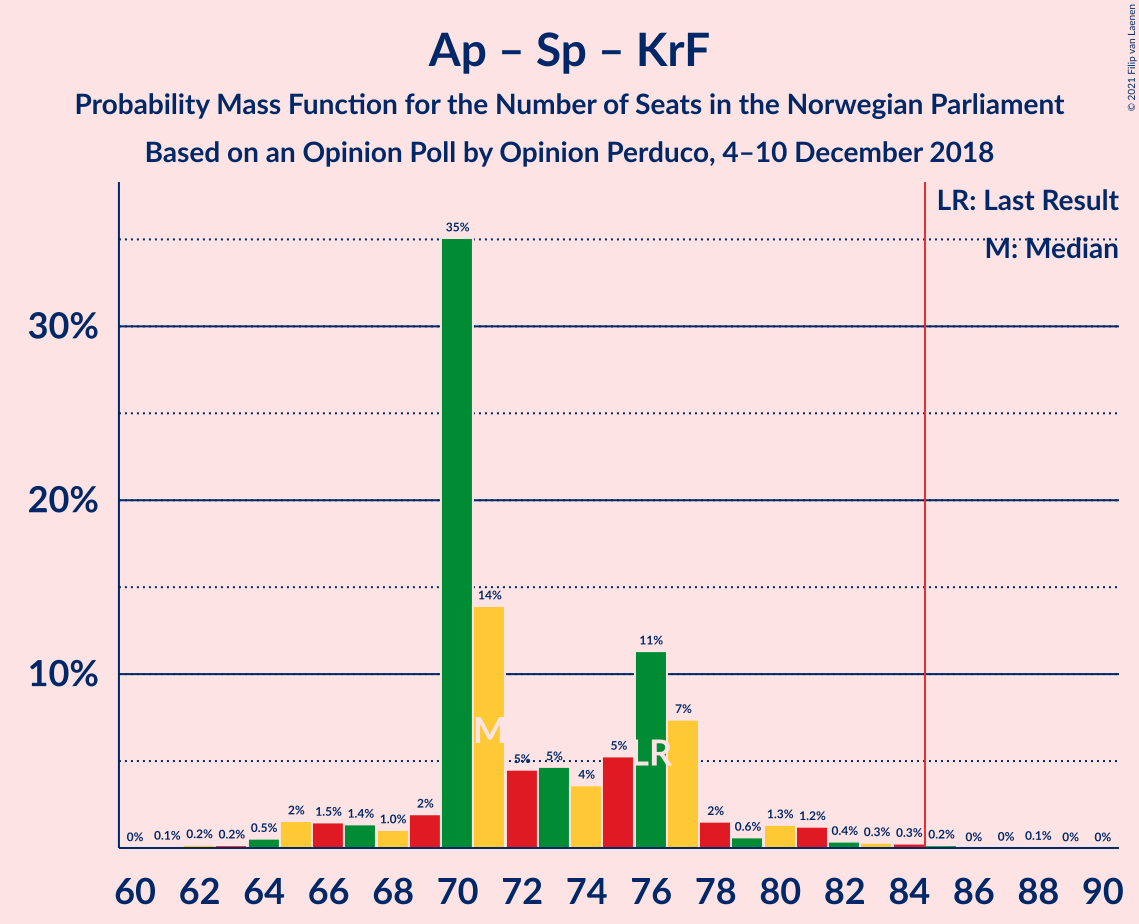 Ap – Sp – KrF
Probability Mass Function for the Number of Seats in the Norwegian Parliament
Based on an Opinion Poll by Opinion Perduco, 4–10 December 2018
© 2021 Filip van Laenen
LR: Last Result
M: Median
30%
20%
10%
0% 0.1% 0.2% 0.2% 0.5% 2% 1.5% 1.4% 1.0% 2% 35% 14% 5% 5% 4% 5% 11% 7% 2% 0.6% 1.3% 1.2% 0.4% 0.3% 0.3% 0.2% 0% 0% 0.1% 0% 0%
M
LR
60 62 64 66 68 70 72 74 76 78 80 82 84 86 88 90